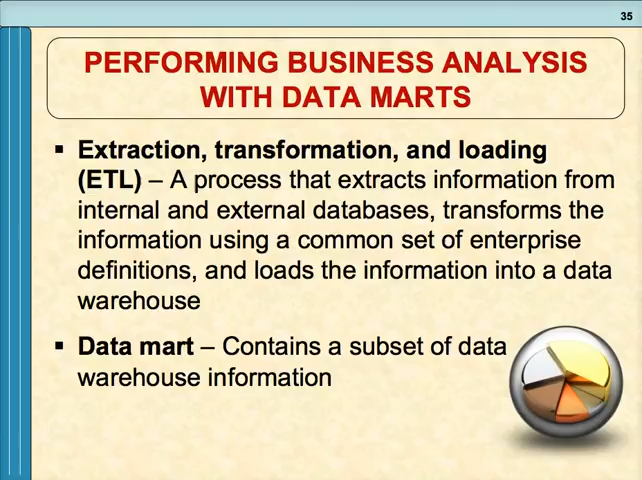 35
PERFORMING BUSINESS ANALYSIS
WITH DATA MARTS
▪ Extraction, transformation, and loading
(ETL) – A process that extracts information from
internal and external databases, transforms the
information using a common set of enterprise
definitions, and loads the information into a data
warehouse
▪ Data mart – Contains a subset of data
warehouse information